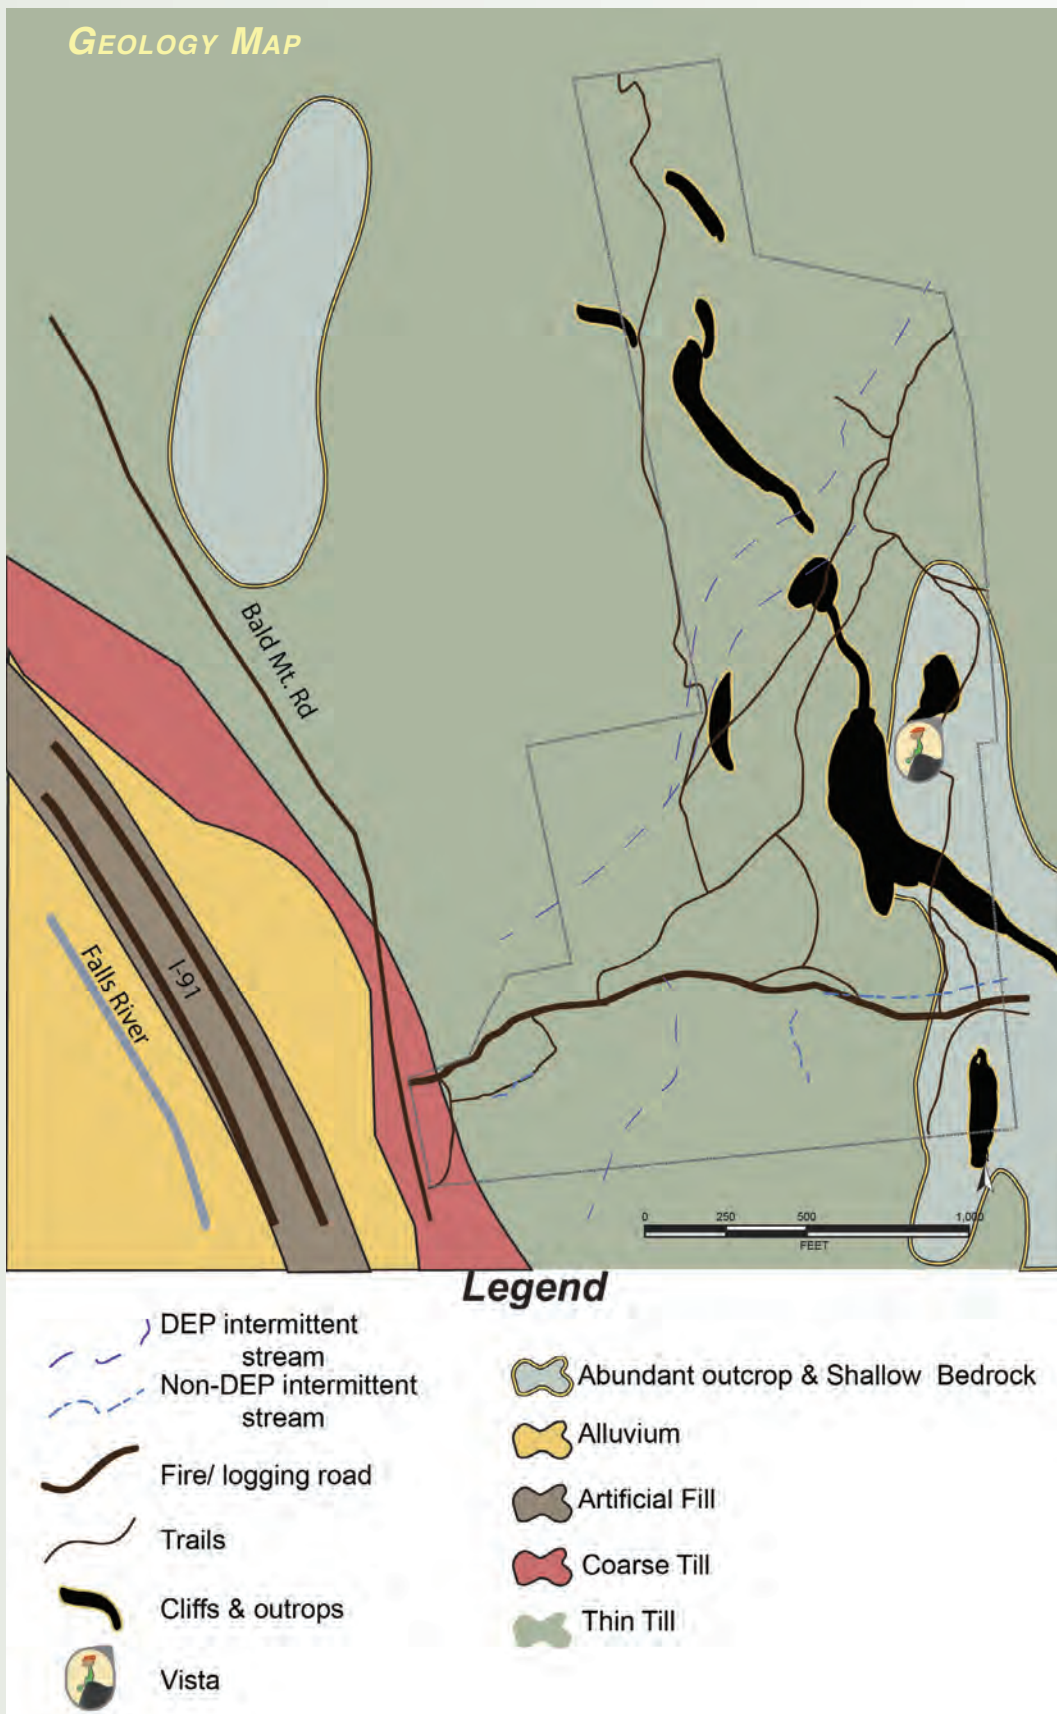 GEOLOGY MAP
Bald Mt. Rd
I-91
Falls River
0 250 500 1,000
FEET
Legend
DEP intermittent
stream
Non-DEP intermittent
stream
Fire/ logging road
Trails
Cliffs & outrops
Vista
Abundant outcrop & Shallow Bedrock
Alluvium
Artificial Fill
Coarse Till
Thin Till